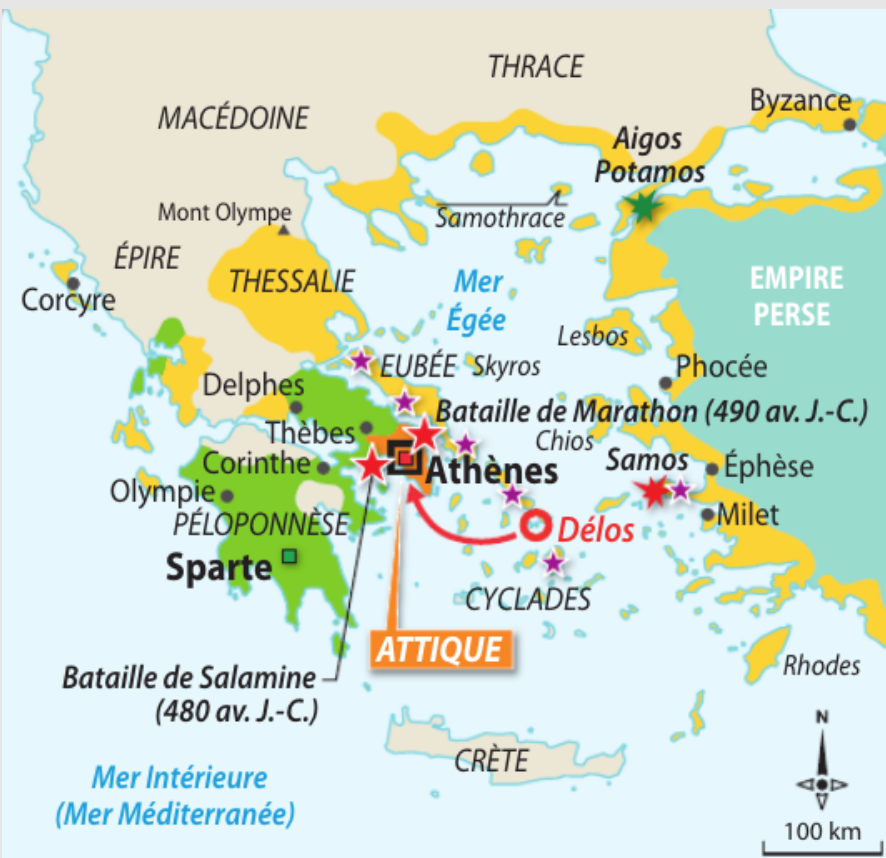 THRACE
MACÉDOINE
Byzance
Aigos
Potamos
Mont Olympe
Samothrace
ÉPIRE
THESSALIE
Mer
Égée
EMPIRE
PERSE
Corcyre
Lesbos
EUBÉE
Skyros
Phocée
Delphes
Bataille de Marathon (490 av. J.-C.)
Thèbes
Chios
Corinthe
Athènes
Samos
Éphèse
Olympie
PÉLOPONNÈSE
Délos
Milet
Sparte
CYCLADES
ATTIQUE
Rhodes
Bataille de Salamine
(480 av. J.-C.)
N
CRÈTE
Mer Intérieure
(Mer Méditerranée)
100 km